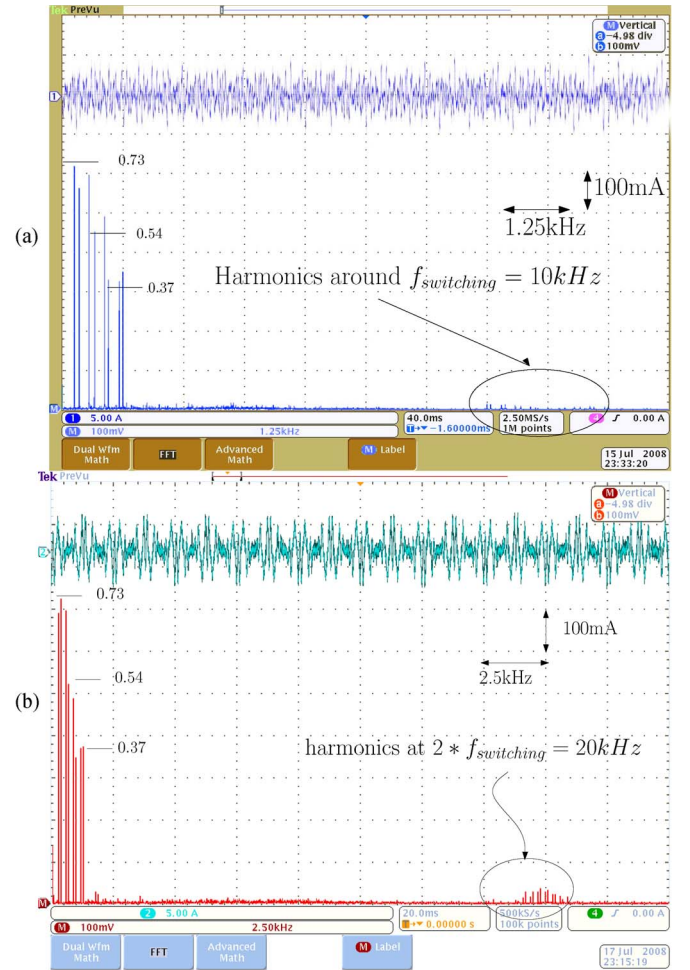 Tek PreVu
M Vertical
a -4.98 div
b 100mV
1
0.73
100mA
1.25kHz
0.54
(a)
Harmonics around f_switching = 10kHz
0.37
M
1 5.00 A
40.0ms
2.50MS/s
4 0.00 A
M 100mV 1.25kHz
T -1.60000ms
1M points
Dual Wfm Math
FFT
Advanced Math
M Label
15 Jul 2008
23:33:20
Tek PreVu
M Vertical
a -4.98 div
b 100mV
2
0.73
100mA
2.5kHz
0.54
(b)
0.37
harmonics at 2 * f_switching = 20kHz
M
2 5.00 A
20.0ms
500kS/s
4 0.00 A
M 100mV 2.50kHz
T 0.00000 s
100k points
Dual Wfm Math
FFT
Advanced Math
M Label
17 Jul 2008
23:15:19